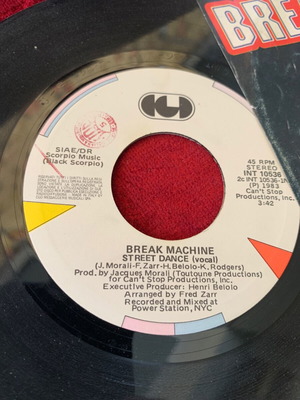 BRE
SIAE/DR
Scorpio Music
(Black Scorpio)
45 RPM
STEREO
INT 10536
2c INT 10536-1N
(P) 1983
Can't Stop
Productions, Inc.
3:42
BREAK MACHINE
STREET DANCE (vocal)
(J. Morali-F. Zarr-H. Belolo-K. Rodgers)
Prod. by Jacques Morali (Toutoune Productions)
for Can't Stop Productions, Inc.
Executive Producer: Henri Belolo
Arranged by Fred Zarr
Recorded and Mixed at
Power Station, NYC